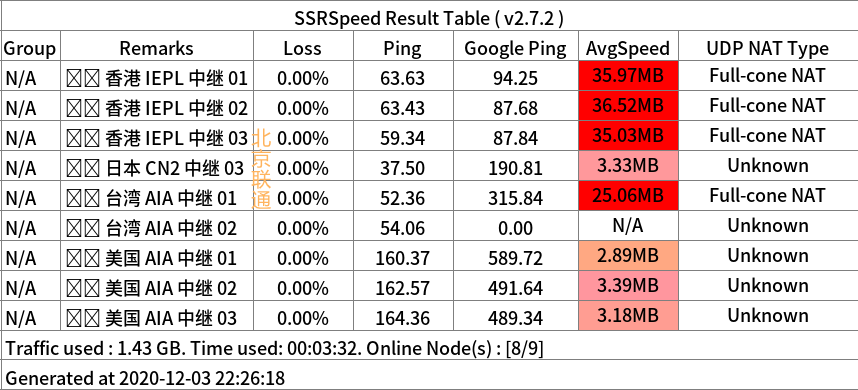 SSRSpeed Result Table ( v2.7.2 )
Group Remarks Loss Ping Google Ping AvgSpeed UDP NAT Type
N/A 香港 IEPL 中继 01 0.00% 63.63 94.25 35.97MB Full-cone NAT
N/A 香港 IEPL 中继 02 0.00% 63.43 87.68 36.52MB Full-cone NAT
N/A 香港 IEPL 中继 03 0.00% 59.34 87.84 35.03MB Full-cone NAT
N/A 日本 CN2 中继 03 0.00% 37.50 190.81 3.33MB Unknown
N/A 台湾 AIA 中继 01 0.00% 52.36 315.84 25.06MB Full-cone NAT
N/A 台湾 AIA 中继 02 0.00% 54.06 0.00 N/A Unknown
N/A 美国 AIA 中继 01 0.00% 160.37 589.72 2.89MB Unknown
N/A 美国 AIA 中继 02 0.00% 162.57 491.64 3.39MB Unknown
N/A 美国 AIA 中继 03 0.00% 164.36 489.34 3.18MB Unknown
Traffic used : 1.43 GB. Time used: 00:03:32. Online Node(s) : [8/9]
Generated at 2020-12-03 22:26:18
北京联通